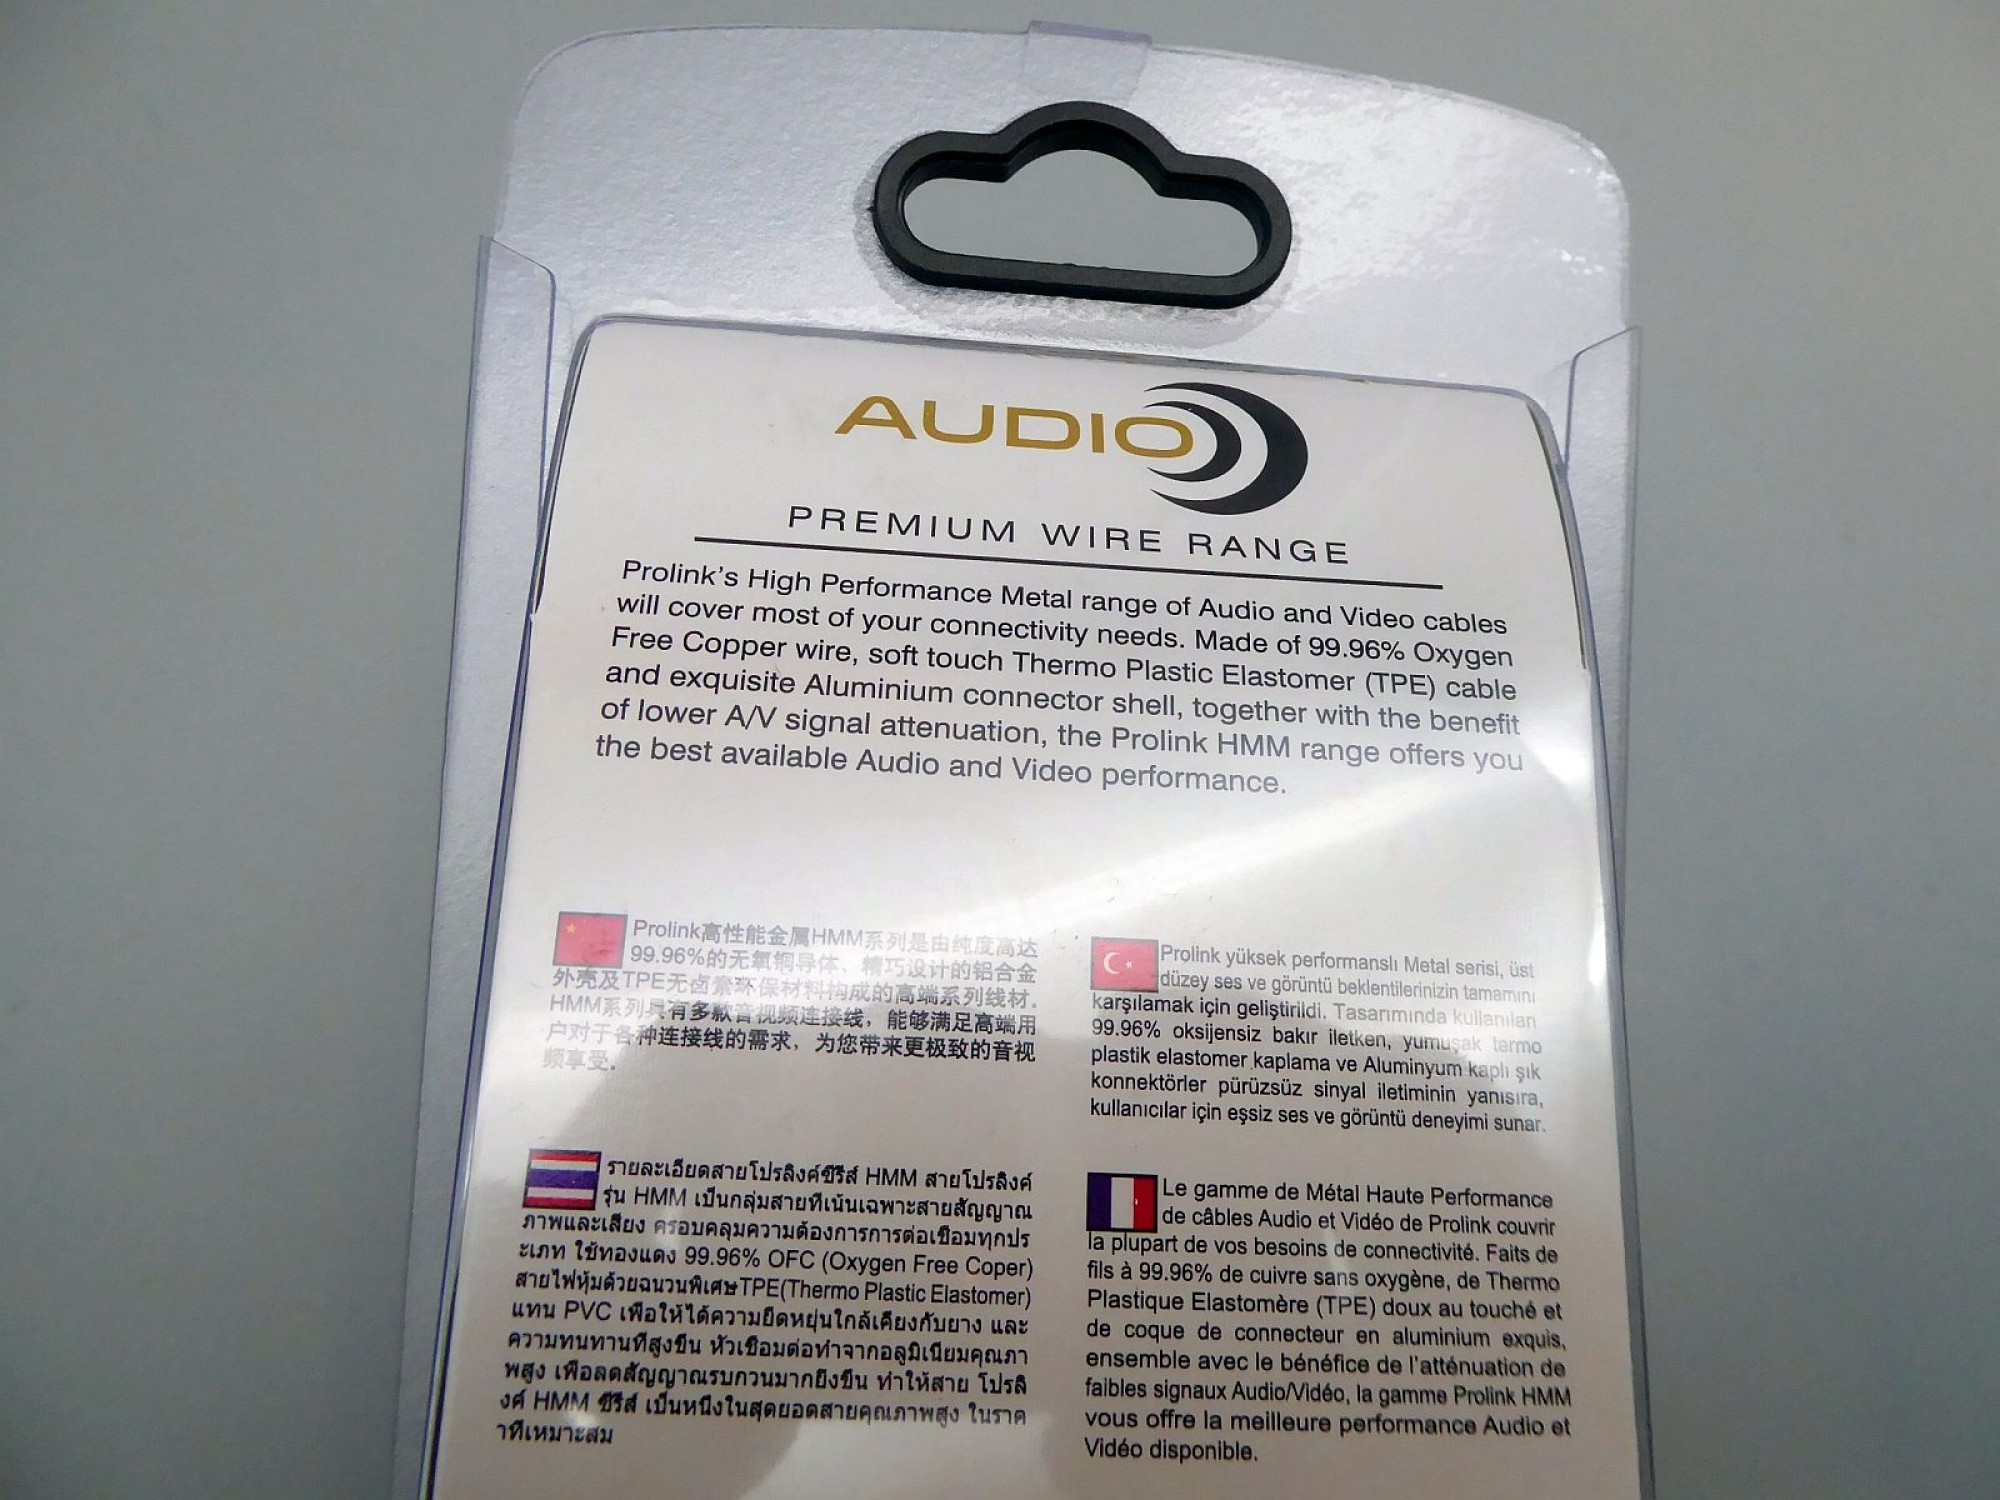 AUDIO
PREMIUM WIRE RANGE
Prolink's High Performance Metal range of Audio and Video cables
will cover most of your connectivity needs. Made of 99.96% Oxygen
Free Copper wire, soft touch Thermo Plastic Elastomer (TPE) cable
and exquisite Aluminium connector shell, together with the benefit
of lower A/V signal attenuation, the Prolink HMM range offers you
the best available Audio and Video performance.
Prolink高性能金属HMM系列是由纯度高达
99.96%的无氧铜导体、精巧设计的铝合金
外壳及TPE无卤素环保材料构成的高端系列线材.
HMM系列具有多款音视频连接线，能够满足高端用
户对于各种连接线的需求，为您带来更极致的音视
频享受.
Prolink yüksek performanslı Metal serisi, üst
düzey ses ve görüntü beklentilerinizin tamamını
karşılamak için geliştirildi. Tasarımında kullanılan
99.96% oksijensiz bakır iletken, yumuşak termo
plastik elastomer kaplama ve Aluminyum kaplı şık
konnektörler pürüzsüz sinyal iletiminin yanısıra,
kullanıcılar için eşsiz ses ve görüntü deneyimi sunar.
รายละเอียดสายโปรลิงค์ซีรีส์ HMM สายโปรลิงค์
รุ่น HMM เป็นกลุ่มสายที่เน้นเฉพาะสายสัญญาณ
ภาพและเสียง ครอบคลุมความต้องการการต่อเชื่อมทุกปร
ะเภท ใช้ทองแดง 99.96% OFC (Oxygen Free Coper)
สายไฟหุ้มด้วยฉนวนพิเศษTPE(Thermo Plastic Elastomer)
แทน PVC เพื่อให้ได้ความยืดหยุ่นใกล้เคียงกับยาง และ
ความทนทานที่สูงขึ้น หัวเชื่อมต่อทำจากอลูมิเนียมคุณภา
พสูง เพื่อลดสัญญาณรบกวนมากยิ่งขึ้น ทำให้สาย โปรลิ
งค์ HMM ซีรีส์ เป็นหนึ่งในสุดยอดสายคุณภาพสูง ในราค
าที่เหมาะสม
Le gamme de Métal Haute Performance
de câbles Audio et Vidéo de Prolink couvrir
la plupart de vos besoins de connectivité. Faits de
fils à 99.96% de cuivre sans oxygène, de Thermo
Plastique Elastomère (TPE) doux au touché et
de coque de connecteur en aluminium exquis,
ensemble avec le bénéfice de l'atténuation de
faibles signaux Audio/Vidéo, la gamme Prolink HMM
vous offre la meilleure performance Audio et
Vidéo disponible.